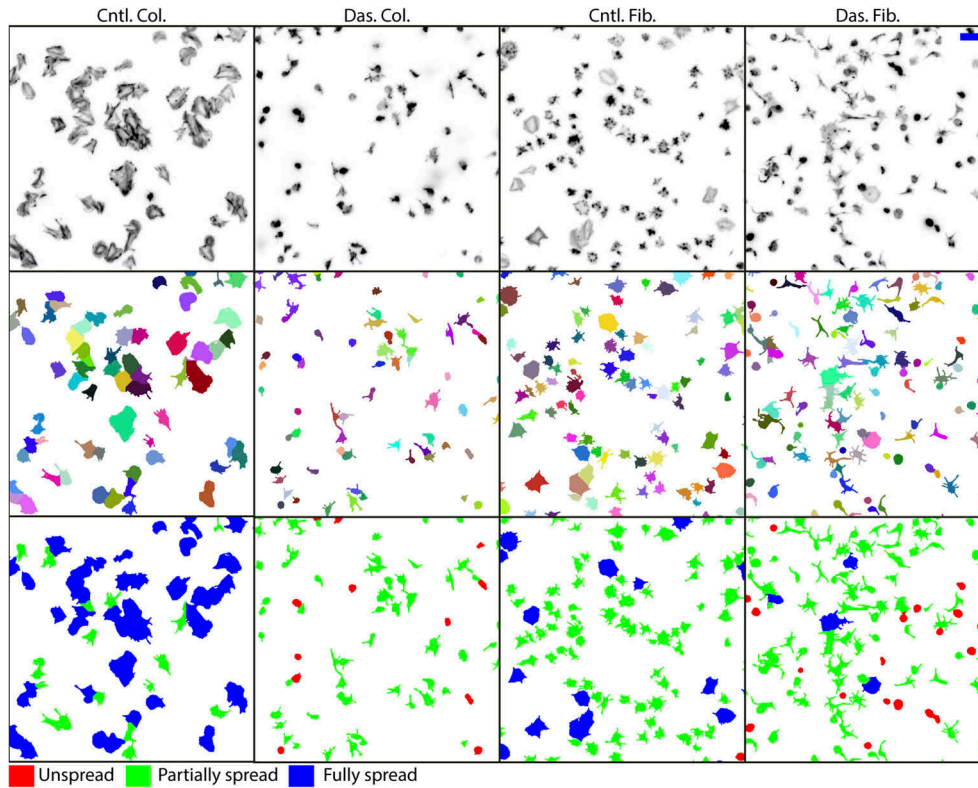 Cntl. Col. Das. Col. Cntl. Fib. Das. Fib.
Unspread Partially spread Fully spread